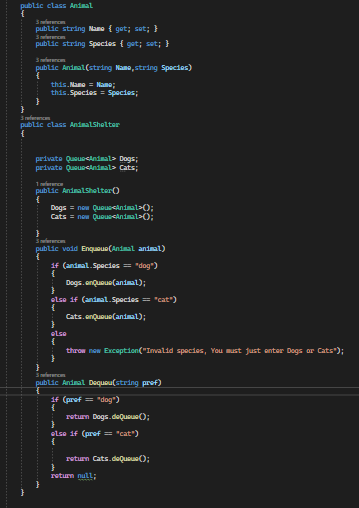 public class Animal
{
3 references
public string Name { get; set; }
3 references
public string Species { get; set; }
3 references
public Animal(string Name,string Species)
{
this.Name = Name;
this.Species = Species;
}
}
3 references
public class AnimalShelter
{
private Queue<Animal> Dogs;
private Queue<Animal> Cats;
1 reference
public AnimalShelter()
{
Dogs = new Queue<Animal>();
Cats = new Queue<Animal>();
}
3 references
public void Enqueue(Animal animal)
{
if (animal.Species == "dog")
{
Dogs.enQueue(animal);
}
else if (animal.Species == "cat")
{
Cats.enQueue(animal);
}
else
{
throw new Exception("Invalid species, You must just enter Dogs or Cats");
}
}
3 references
public Animal Dequeu(string pref)
{
if (pref == "dog")
{
return Dogs.deQueue();
}
else if (pref == "cat")
{
return Cats.deQueue();
}
return null;
}
}